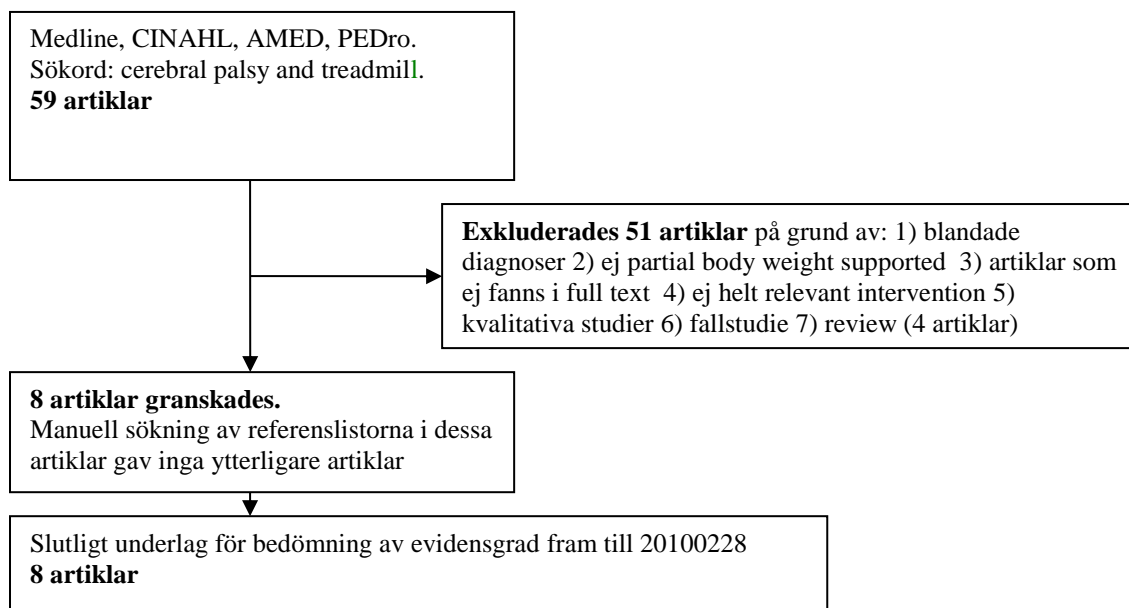 Medline, CINAHL, AMED, PEDro.
Sökord: cerebral palsy and treadmill.
59 artiklar
Exkluderades 51 artiklar på grund av: 1) blandade
diagnoser 2) ej partial body weight supported 3) artiklar som
ej fanns i full text 4) ej helt relevant intervention 5)
kvalitativa studier 6) fallstudie 7) review (4 artiklar)
8 artiklar granskades.
Manuell sökning av referenslistorna i dessa
artiklar gav inga ytterligare artiklar
Slutligt underlag för bedömning av evidensgrad fram till 20100228
8 artiklar